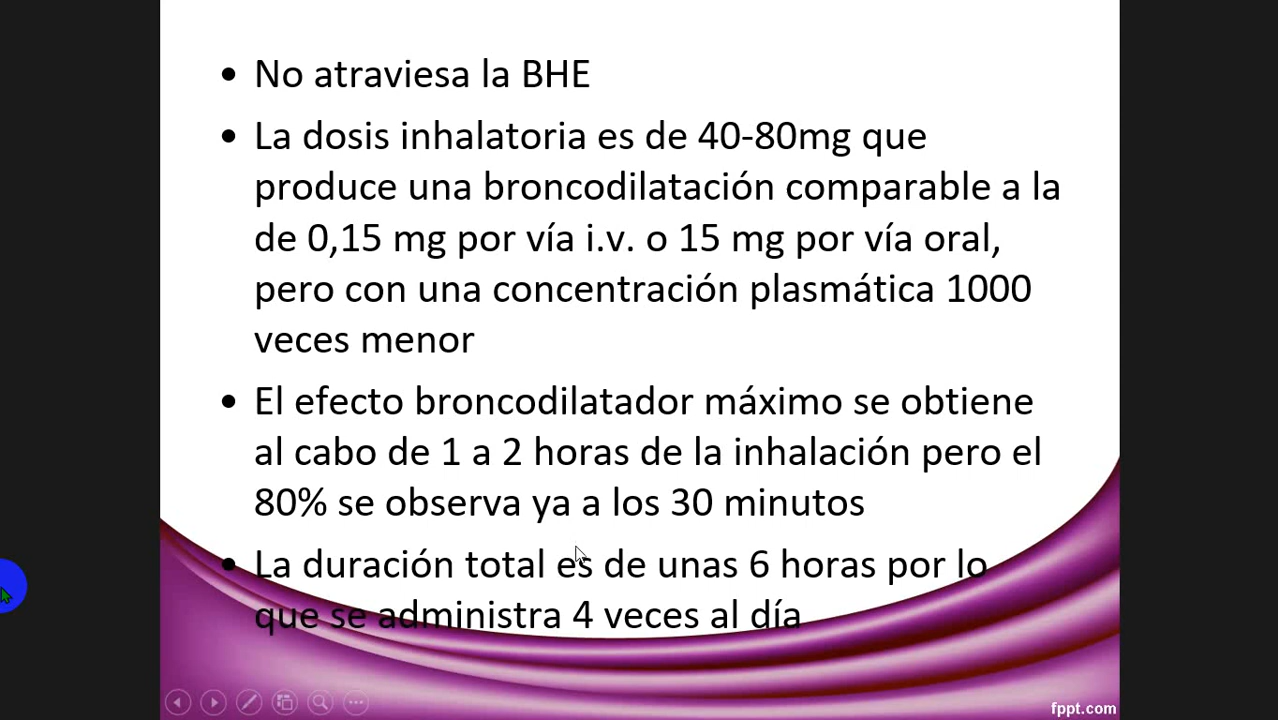 • No atraviesa la BHE
• La dosis inhalatoria es de 40-80mg que
produce una broncodilatación comparable a la
de 0,15 mg por vía i.v. o 15 mg por vía oral,
pero con una concentración plasmática 1000
veces menor
• El efecto broncodilatador máximo se obtiene
al cabo de 1 a 2 horas de la inhalación pero el
80% se observa ya a los 30 minutos
• La duración total es de unas 6 horas por lo
que se administra 4 veces al día
fppt.com